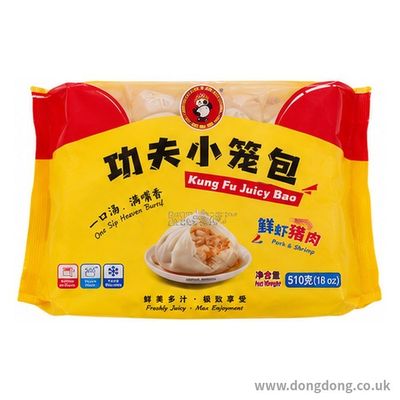 功夫小笼包
Kung Fu Juicy Bao
一口汤，满嘴香
One Sip Heaven Burst!
鲜虾猪肉
Pork & Shrimp
净含量
Net Weight
510克(18 oz)
鲜美多汁 · 极致享受
Freshly Juicy · Max Enjoyment
www.dongdong.co.uk